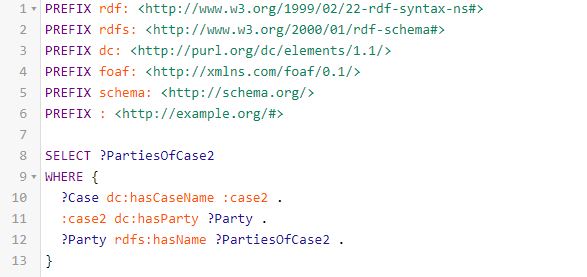 1 PREFIX rdf: <http://www.w3.org/1999/02/22-rdf-syntax-ns#>
2 PREFIX rdfs: <http://www.w3.org/2000/01/rdf-schema#>
3 PREFIX dc: <http://purl.org/dc/elements/1.1/>
4 PREFIX foaf: <http://xmlns.com/foaf/0.1/>
5 PREFIX schema: <http://schema.org/>
6 PREFIX : <http://example.org/#>
7
8 SELECT ?PartiesOfCase2
9 WHERE {
10 ?Case dc:hasCaseName :case2 .
11 :case2 dc:hasParty ?Party .
12 ?Party rdfs:hasName ?PartiesOfCase2 .
13 }